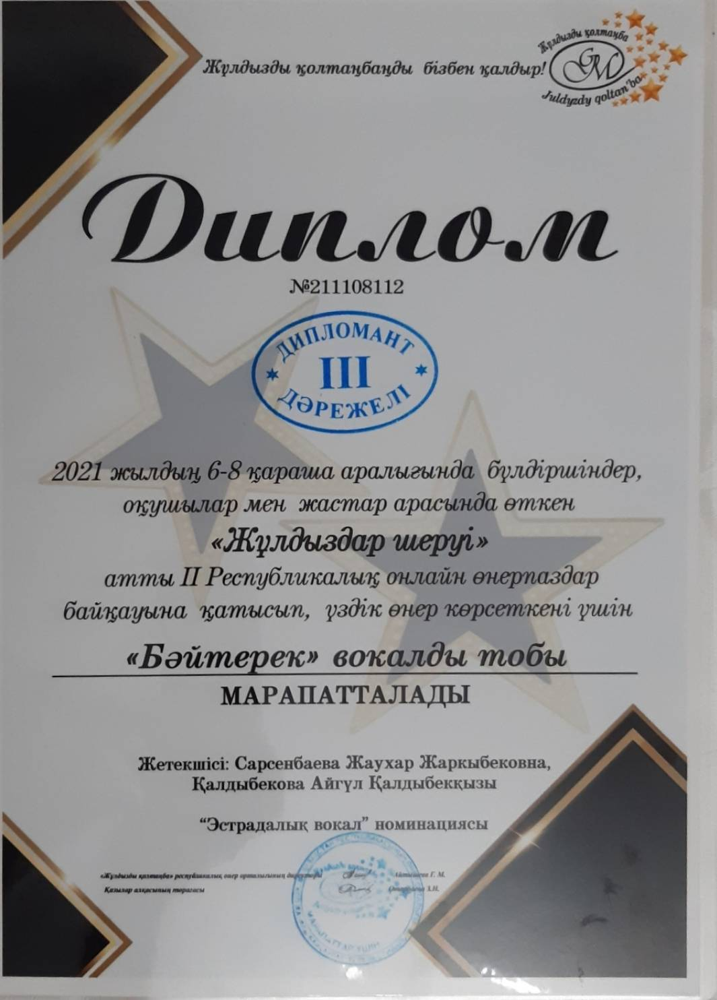 Жұлдызды қолтаңбаңды бізбен қалдыр!
Жұлдызды қолтаңба
GM
Juldyzdy qoltan'ba
Диплом
№211108112
ДИПЛОМАНТ
III
ДӘРЕЖЕЛІ
2021 жылдың 6-8 қараша аралығында бүлдіршіндер,
оқушылар мен жастар арасында өткен
«Жұлдыздар шеруі»
атты II Республикалық онлайн өнерпаздар
байқауына қатысып, үздік өнер көрсеткені үшін
«Бәйтерек» вокалды тобы
МАРАПАТТАЛАДЫ
Жетекшісі: Сарсенбаева Жаухар Жаркыбековна,
Қалдыбекова Айгүл Қалдыбекқызы
“Эстрадалық вокал” номинациясы
«Жұлдызды қолтаңба» республикалық өнер орталығының директоры Г. М.
Қазылар алқасының төрағасы З.Н.